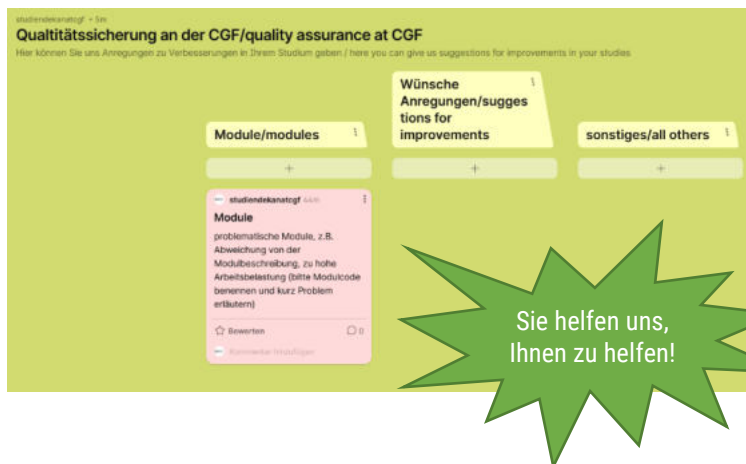 studiendekanatcgf • 5m
Qualtitätssicherung an der CGF/quality assurance at CGF
Hier können Sie uns Anregungen zu Verbesserungen in Ihrem Studium geben / here you can give us suggestions for improvements in your studies
Module/modules
Wünsche
Anregungen/sugges
tions for
improvements
sonstiges/all others
+
+
+
studiendekanatcgf
Module
problematische Module, z.B.
Abweichung von der
Modulbeschreibung, zu hohe
Arbeitsbelastung (bitte Modulcode
benennen und kurz Problem
erläutern)
Bewerten
0
Kommentar hinzufügen
Sie helfen uns,
Ihnen zu helfen!